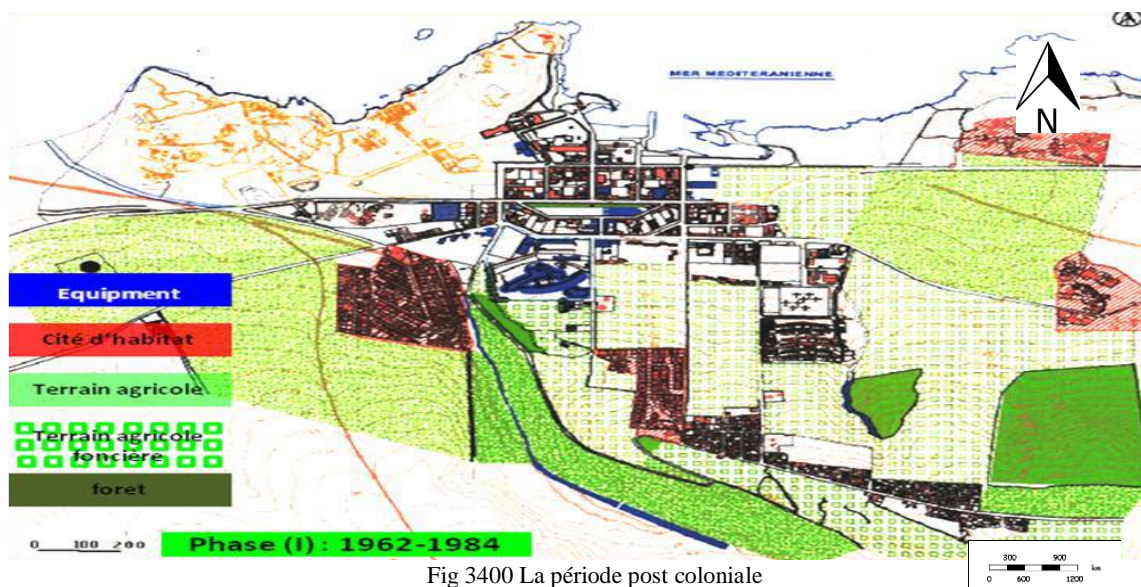 MER MEDITERANIENNE
N
Equipment
Cité d'habitat
Terrain agricole
Terrain agricole
foncière
foret
0 100 200
Phase (I) : 1962-1984
300 900
0 600 1200 km
Fig 3400 La période post coloniale